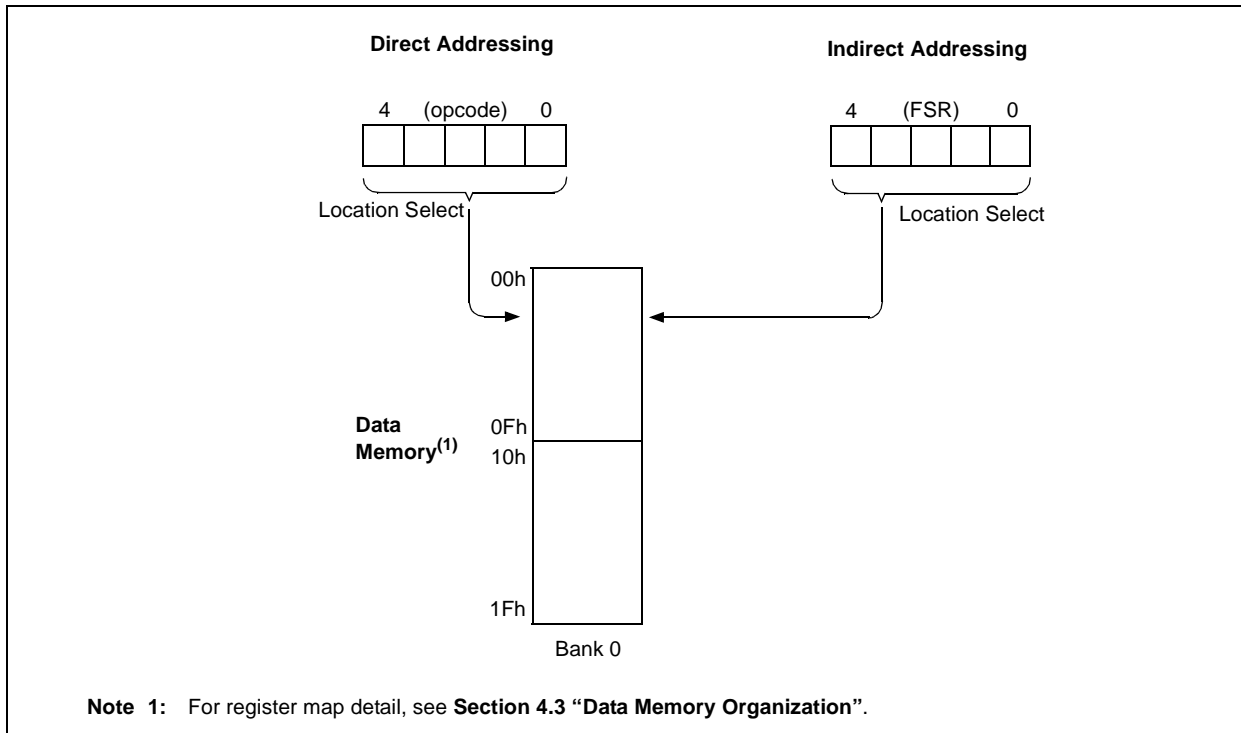 Direct Addressing
Indirect Addressing
4 (opcode) 0
4 (FSR) 0
Location Select
Location Select
00h
Data
Memory(1)
0Fh
10h
1Fh
Bank 0
Note 1: For register map detail, see Section 4.3 “Data Memory Organization”.